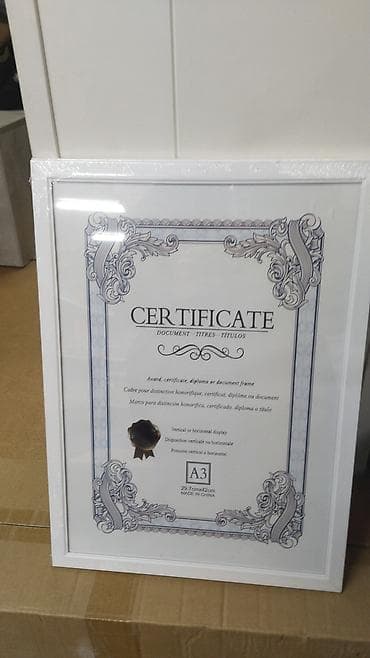 CERTIFICATE
DOCUMENT · TITRES · TÍTULOS
Award, certificate, diploma or document frame
Cadre pour distinction honorifique, certificat, diplôme ou document
Marco para distinción honorífica, certificado, diploma o título
Vertical or horizontal display
Disposition verticale ou horizontale
Posición vertical u horizontal
A3
29.7cmx42cm
MADE IN CHINA